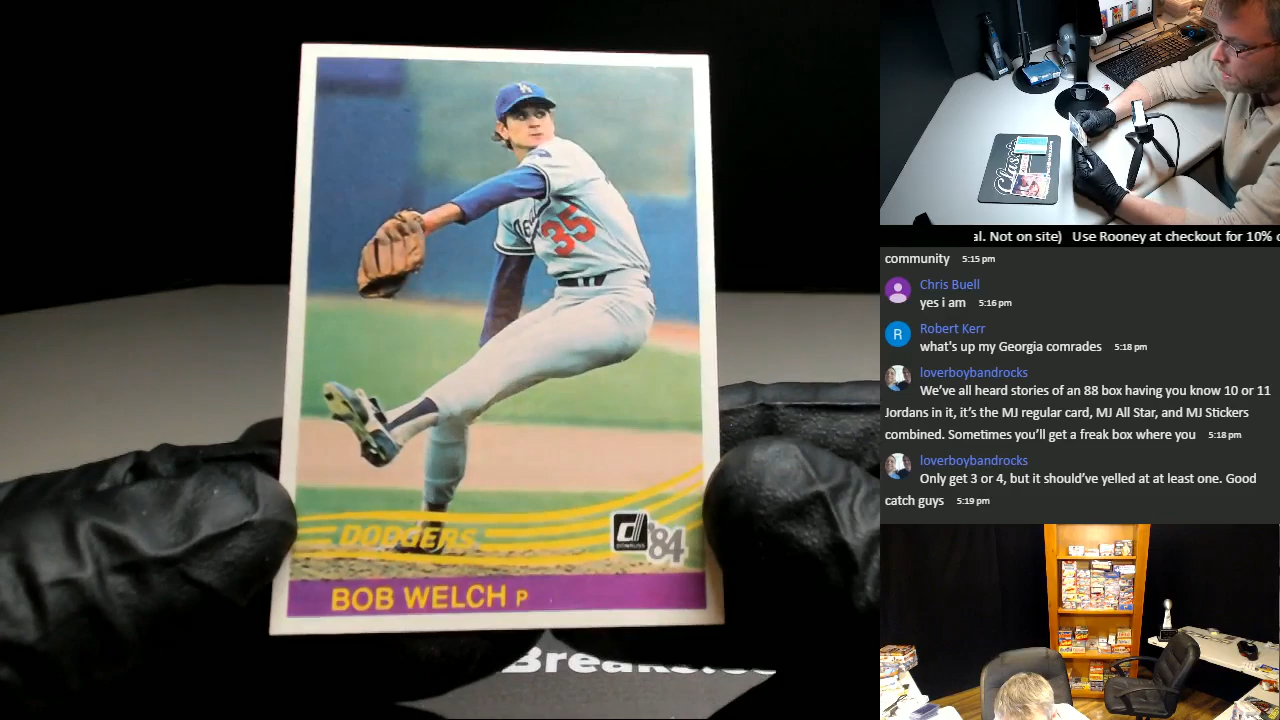 35
DODGERS
d
DONRUSS
'84
BOB WELCH P
Breaks.co
Classic
al. Not on site) Use Rooney at checkout for 10% o
community 5:15 pm
Chris Buell
yes i am 5:16 pm
R
Robert Kerr
what's up my Georgia comrades 5:18 pm
loverboybandrocks
We've all heard stories of an 88 box having you know 10 or 11
Jordans in it, it's the MJ regular card, MJ All Star, and MJ Stickers
combined. Sometimes you'll get a freak box where you 5:18 pm
loverboybandrocks
Only get 3 or 4, but it should've yelled at at least one. Good
catch guys 5:19 pm